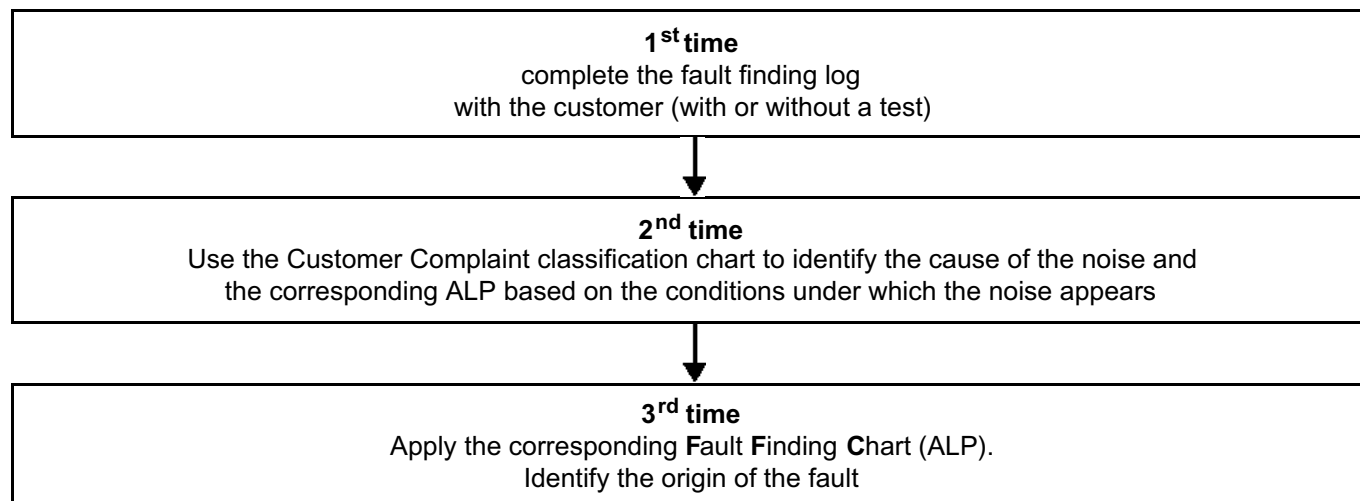 1st time
complete the fault finding log
with the customer (with or without a test)
2nd time
Use the Customer Complaint classification chart to identify the cause of the noise and
the corresponding ALP based on the conditions under which the noise appears
3rd time
Apply the corresponding Fault Finding Chart (ALP).
Identify the origin of the fault